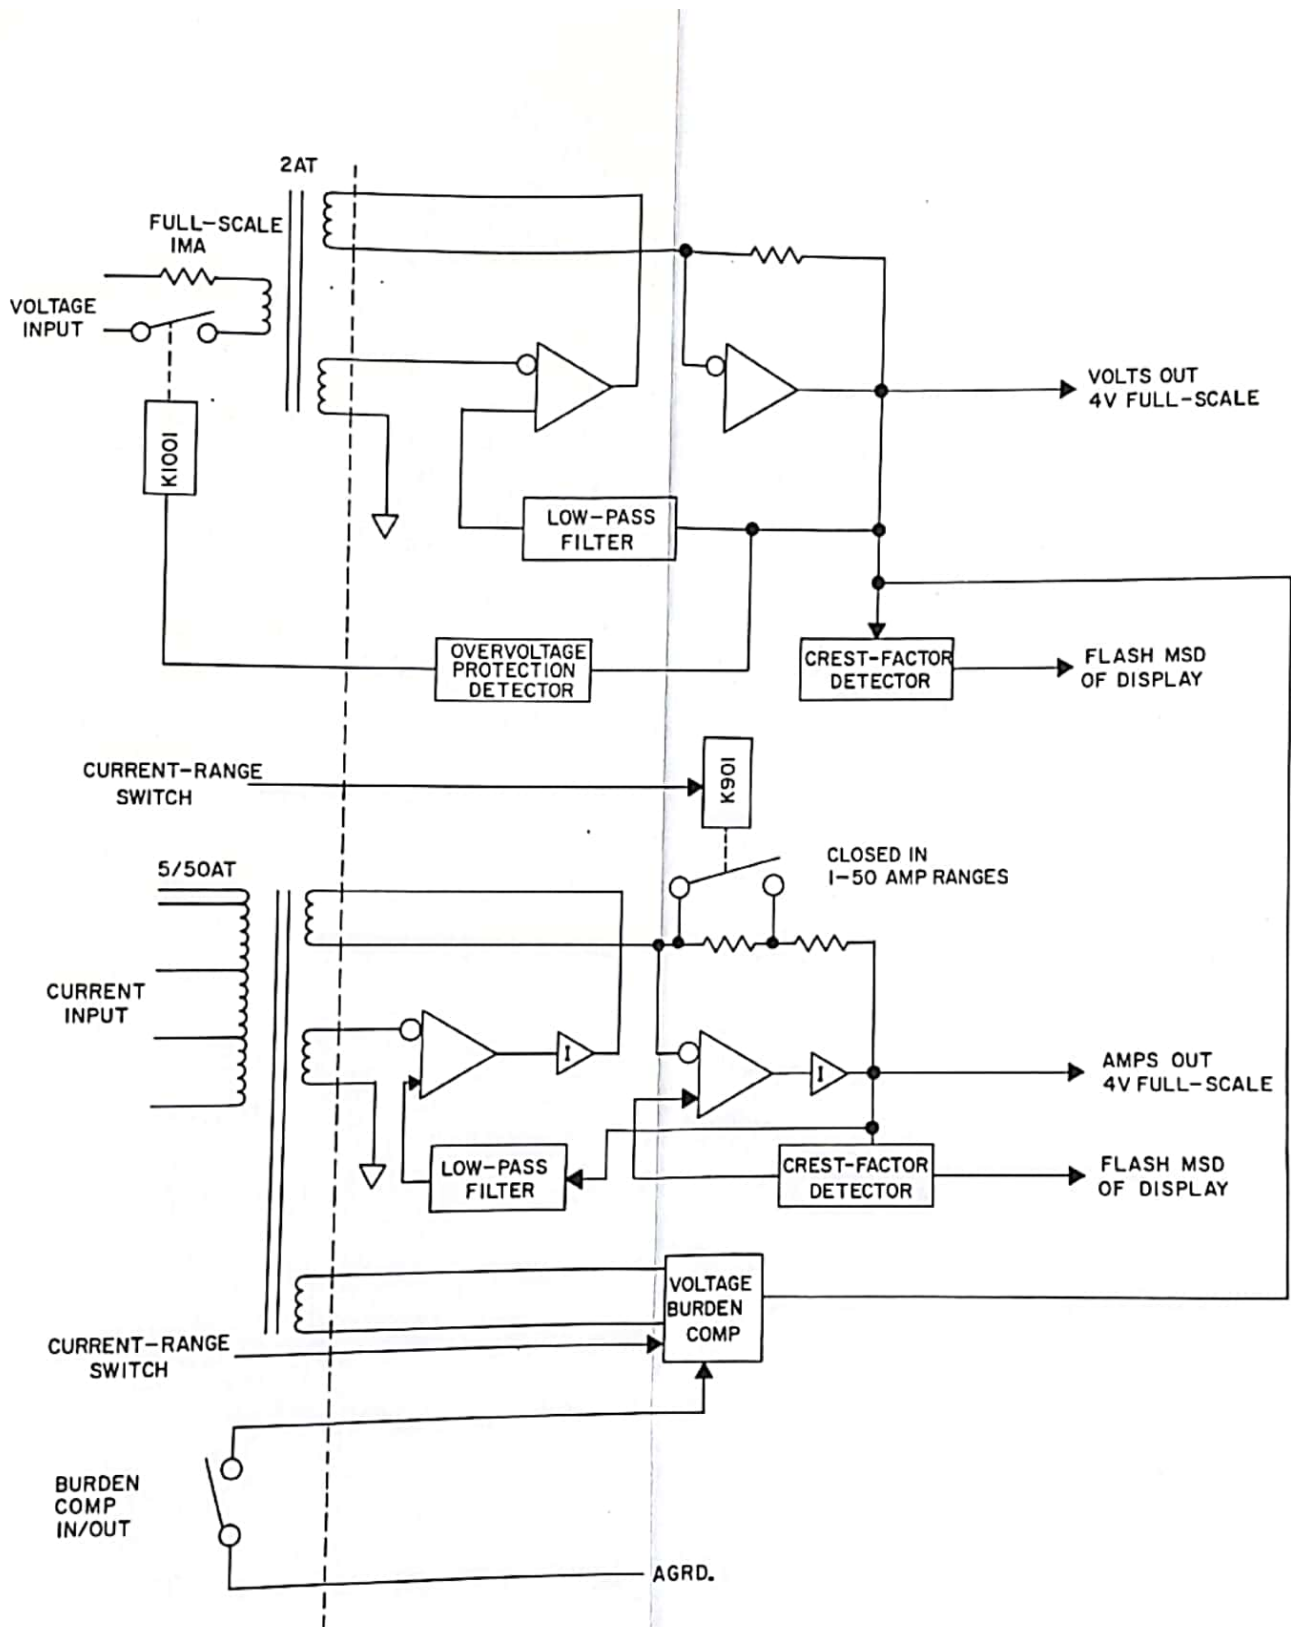 2AT
FULL-SCALE
1MA
VOLTAGE
INPUT
K1001
VOLTS OUT
4V FULL-SCALE
LOW-PASS
FILTER
OVERVOLTAGE
PROTECTION
DETECTOR
CREST-FACTOR
DETECTOR
FLASH MSD
OF DISPLAY
CURRENT-RANGE
SWITCH
K901
5/50AT
CLOSED IN
1-50 AMP RANGES
CURRENT
INPUT
I
I
AMPS OUT
4V FULL-SCALE
LOW-PASS
FILTER
CREST-FACTOR
DETECTOR
FLASH MSD
OF DISPLAY
VOLTAGE
BURDEN
COMP
CURRENT-RANGE
SWITCH
BURDEN
COMP
IN/OUT
AGRD.